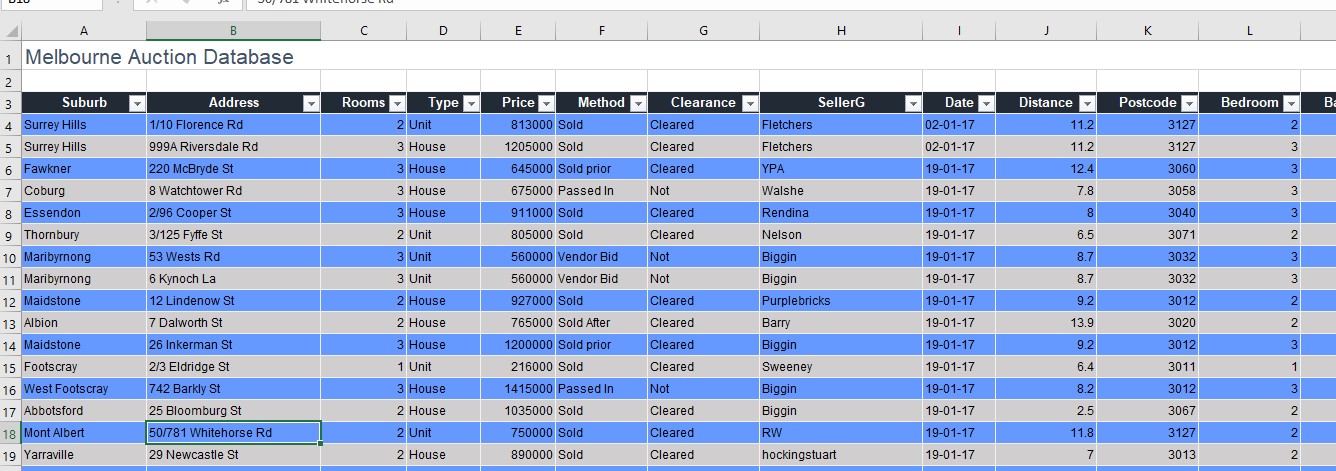 B18 fx 50/781 Whitehorse Rd
A B C D E F G H I J K L
1 Melbourne Auction Database
2
3 Suburb Address Rooms Type Price Method Clearance SellerG Date Distance Postcode Bedroom Ba
4 Surrey Hills 1/10 Florence Rd 2 Unit 813000 Sold Cleared Fletchers 02-01-17 11.2 3127 2
5 Surrey Hills 999A Riversdale Rd 3 House 1205000 Sold Cleared Fletchers 02-01-17 11.2 3127 3
6 Fawkner 220 McBryde St 3 House 645000 Sold prior Cleared YPA 19-01-17 12.4 3060 3
7 Coburg 8 Watchtower Rd 3 House 675000 Passed In Not Walshe 19-01-17 7.8 3058 3
8 Essendon 2/96 Cooper St 3 House 911000 Sold Cleared Rendina 19-01-17 8 3040 3
9 Thornbury 3/125 Fyffe St 2 Unit 805000 Sold Cleared Nelson 19-01-17 6.5 3071 2
10 Maribyrnong 53 Wests Rd 3 Unit 560000 Vendor Bid Not Biggin 19-01-17 8.7 3032 3
11 Maribyrnong 6 Kynoch La 3 Unit 560000 Vendor Bid Not Biggin 19-01-17 8.7 3032 3
12 Maidstone 12 Lindenow St 2 House 927000 Sold Cleared Purplebricks 19-01-17 9.2 3012 2
13 Albion 7 Dalworth St 2 House 765000 Sold After Cleared Barry 19-01-17 13.9 3020 2
14 Maidstone 26 Inkerman St 3 House 1200000 Sold prior Cleared Biggin 19-01-17 9.2 3012 3
15 Footscray 2/3 Eldridge St 1 Unit 216000 Sold Cleared Sweeney 19-01-17 6.4 3011 1
16 West Footscray 742 Barkly St 3 House 1415000 Passed In Not Biggin 19-01-17 8.2 3012 3
17 Abbotsford 25 Bloomburg St 2 House 1035000 Sold Cleared Biggin 19-01-17 2.5 3067 2
18 Mont Albert 50/781 Whitehorse Rd 2 Unit 750000 Sold Cleared RW 19-01-17 11.8 3127 2
19 Yarraville 29 Newcastle St 2 House 890000 Sold Cleared hockingstuart 19-01-17 7 3013 2